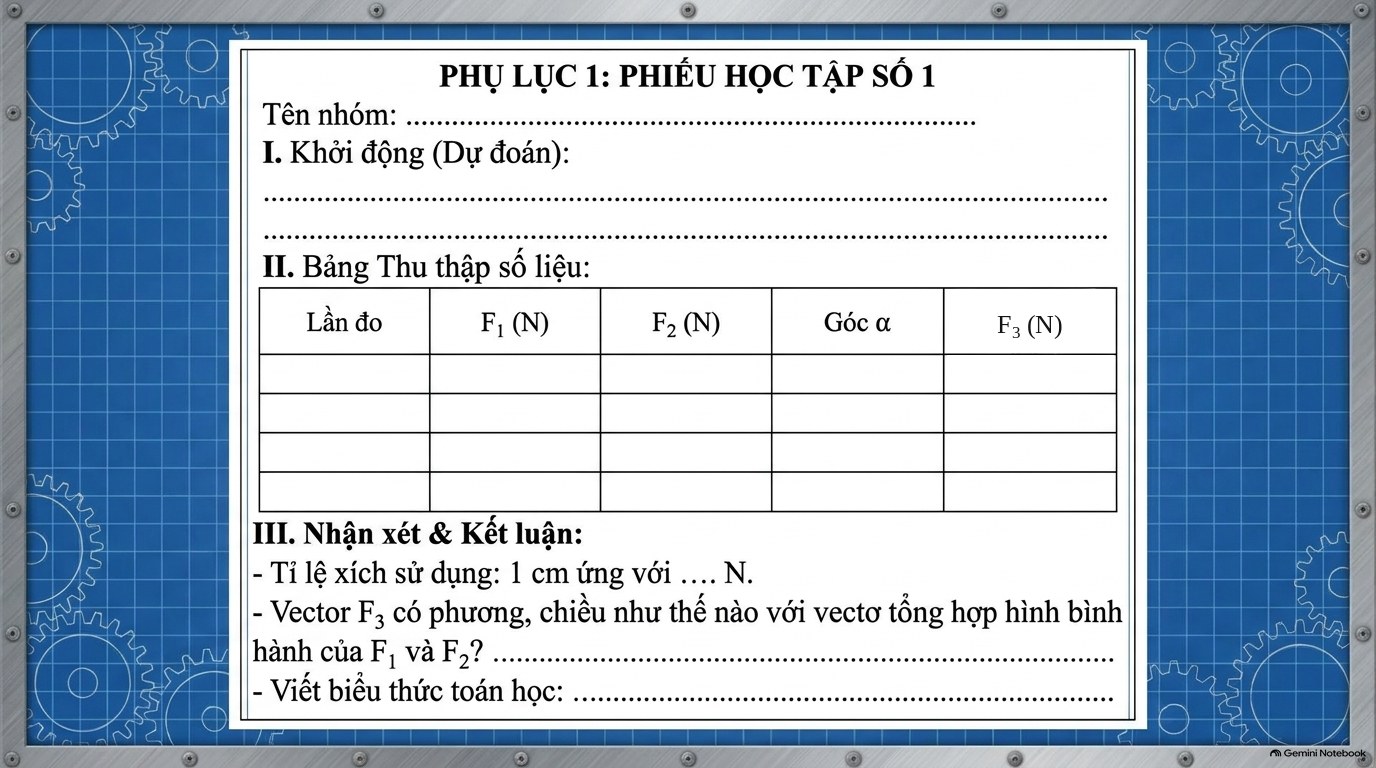 PHỤ LỤC 1: PHIẾU HỌC TẬP SỐ 1
Tên nhóm: ........................................................................
I. Khởi động (Dự đoán):
..........................................................................................................
..........................................................................................................
II. Bảng Thu thập số liệu:
Lần đo F₁ (N) F₂ (N) Góc α F₃ (N)
III. Nhận xét & Kết luận:
- Tỉ lệ xích sử dụng: 1 cm ứng với …. N.
- Vector F₃ có phương, chiều như thế nào với vectơ tổng hợp hình bình
hành của F₁ và F₂? ..............................................................................
- Viết biểu thức toán học: ....................................................................
Gemini Notebook